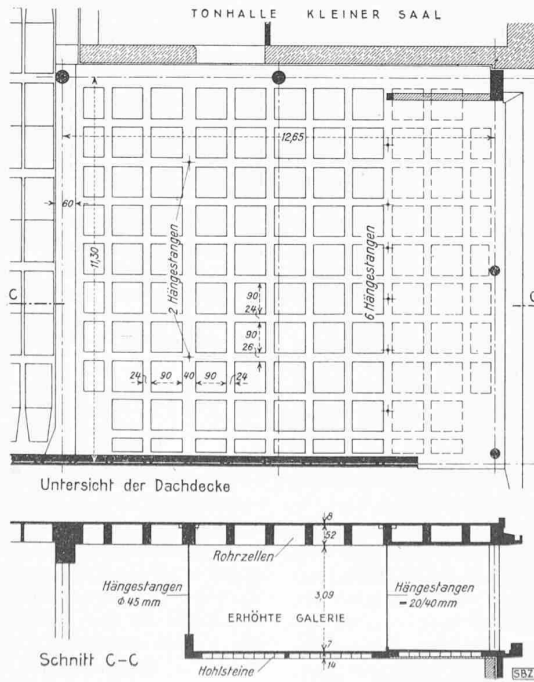 TONHALLE KLEINER SAAL
12,65
60
11,30
2 Hängestangen
6 Hängestangen
C
C
90
24
90
26
24 90 40 90 24
Untersicht der Dachdecke
8
52
Rohrzellen
Hängestangen
Φ 45 mm
3,09
Hängestangen
= 20/40 mm
ERHÖHTE GALERIE
7
14
Schnitt C-C
Hohlsteine
SBZ